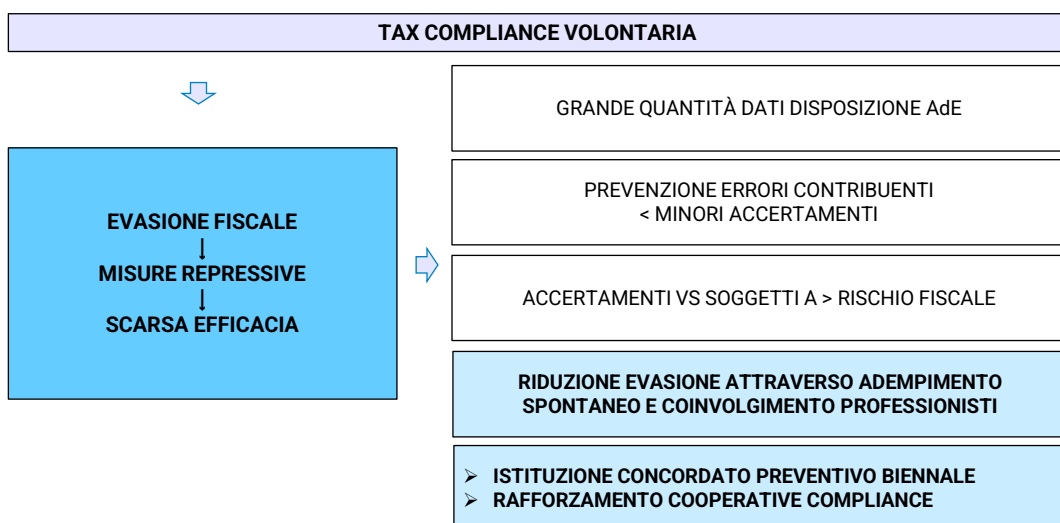 TAX COMPLIANCE VOLONTARIA
EVASIONE FISCALE
↓
MISURE REPRESSIVE
↓
SCARSA EFFICACIA
GRANDE QUANTITÀ DATI DISPOSIZIONE AdE
PREVENZIONE ERRORI CONTRIBUENTI
< MINORI ACCERTAMENTI
ACCERTAMENTI VS SOGGETTI A > RISCHIO FISCALE
RIDUZIONE EVASIONE ATTRAVERSO ADEMPIMENTO
SPONTANEO E COINVOLGIMENTO PROFESSIONISTI
➢ ISTITUZIONE CONCORDATO PREVENTIVO BIENNALE
➢ RAFFORZAMENTO COOPERATIVE COMPLIANCE